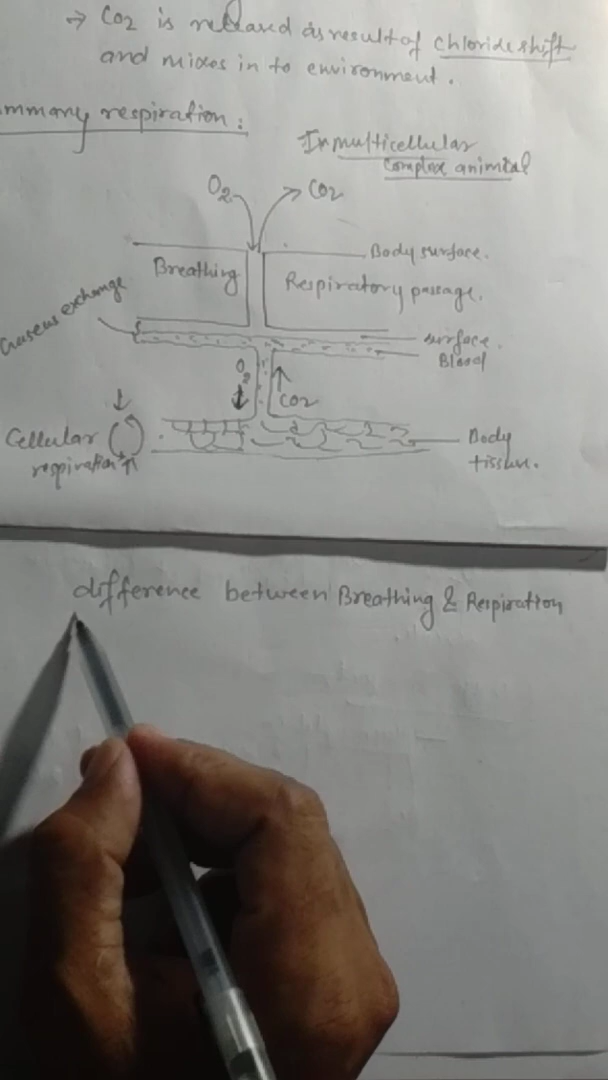 → CO2 is released as result of chloride shift
and mixes in to environment.
mmary respiration :
In multicellular
complex animial
O2 CO2
Body surface.
Breathing
Respiratory passage.
Gaseus exchange
surface.
Blood
O2
CO2
Cellular
respiration
Body
tissue.
difference between Breathing & Respiration